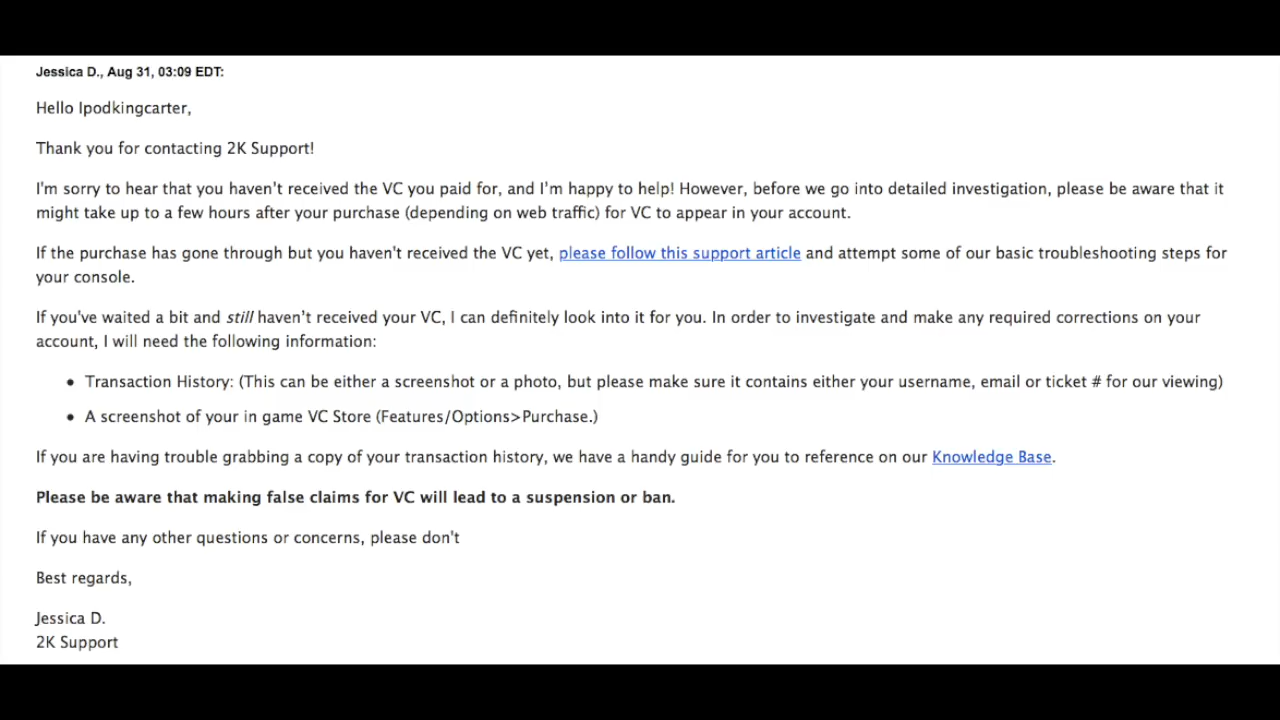 Jessica D., Aug 31, 03:09 EDT:
Hello Ipodkingcarter,
Thank you for contacting 2K Support!
I'm sorry to hear that you haven't received the VC you paid for, and I'm happy to help! However, before we go into detailed investigation, please be aware that it
might take up to a few hours after your purchase (depending on web traffic) for VC to appear in your account.
If the purchase has gone through but you haven't received the VC yet, please follow this support article and attempt some of our basic troubleshooting steps for
your console.
If you've waited a bit and still haven't received your VC, I can definitely look into it for you. In order to investigate and make any required corrections on your
account, I will need the following information:
• Transaction History: (This can be either a screenshot or a photo, but please make sure it contains either your username, email or ticket # for our viewing)
• A screenshot of your in game VC Store (Features/Options>Purchase.)
If you are having trouble grabbing a copy of your transaction history, we have a handy guide for you to reference on our Knowledge Base.
Please be aware that making false claims for VC will lead to a suspension or ban.
If you have any other questions or concerns, please don't
Best regards,
Jessica D.
2K Support